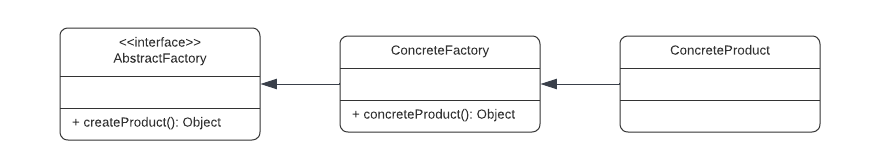 <<interface>>
AbstractFactory
+ createProduct(): Object
ConcreteFactory
+ concreteProduct(): Object
ConcreteProduct